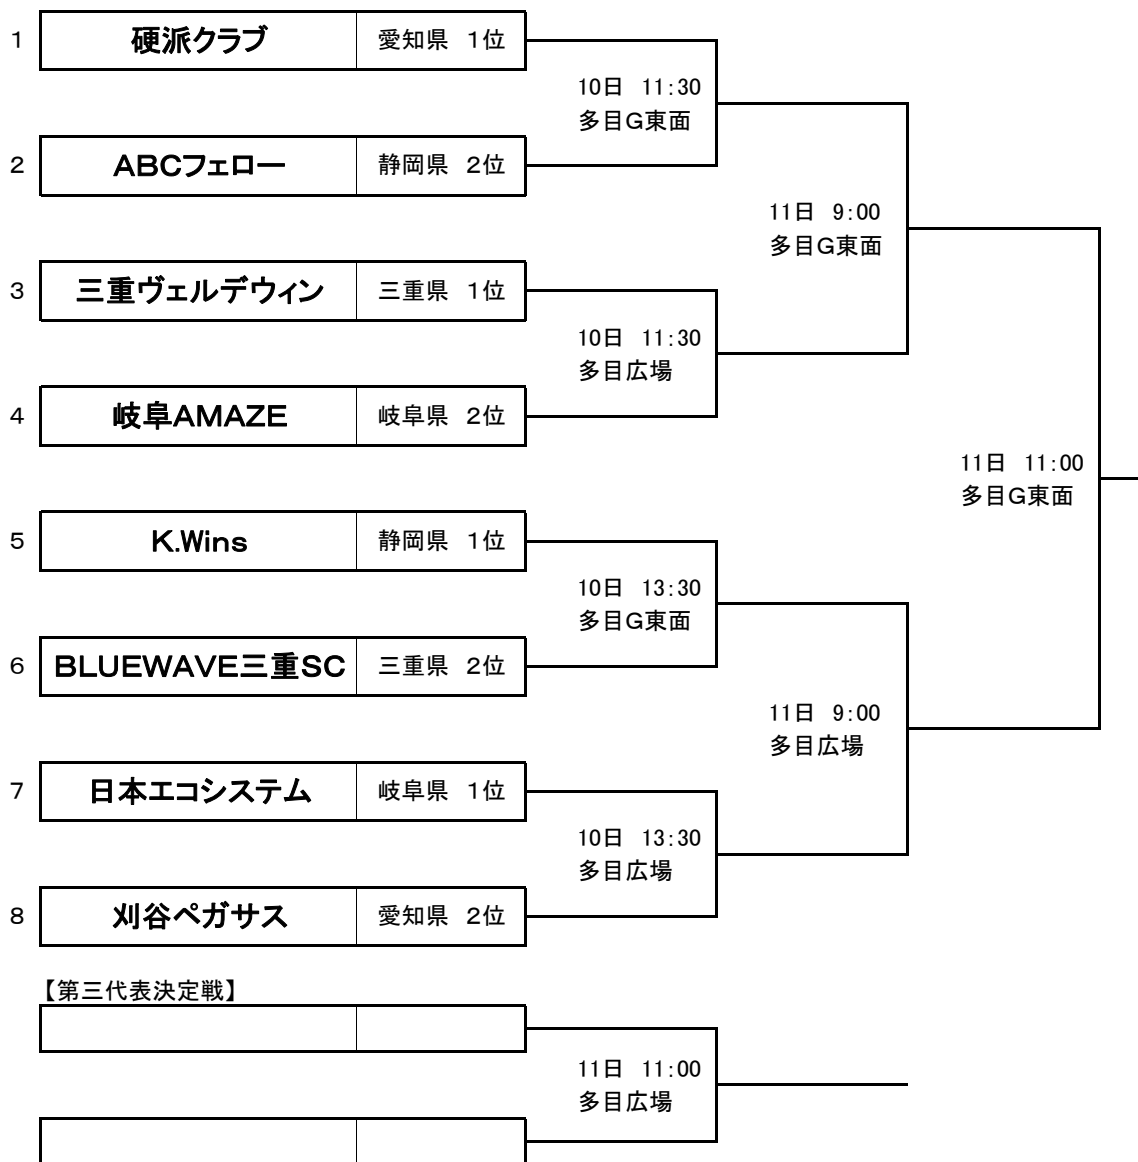 1 硬派クラブ 愛知県 1位
10日 11:30
多目G東面
2 ABCフェロー 静岡県 2位
11日 9:00
多目G東面
3 三重ヴェルデウィン 三重県 1位
10日 11:30
多目広場
4 岐阜AMAZE 岐阜県 2位
11日 11:00
多目G東面
5 K.Wins 静岡県 1位
10日 13:30
多目G東面
6 BLUEWAVE三重SC 三重県 2位
11日 9:00
多目広場
7 日本エコシステム 岐阜県 1位
10日 13:30
多目広場
8 刈谷ペガサス 愛知県 2位
【第三代表決定戦】
11日 11:00
多目広場